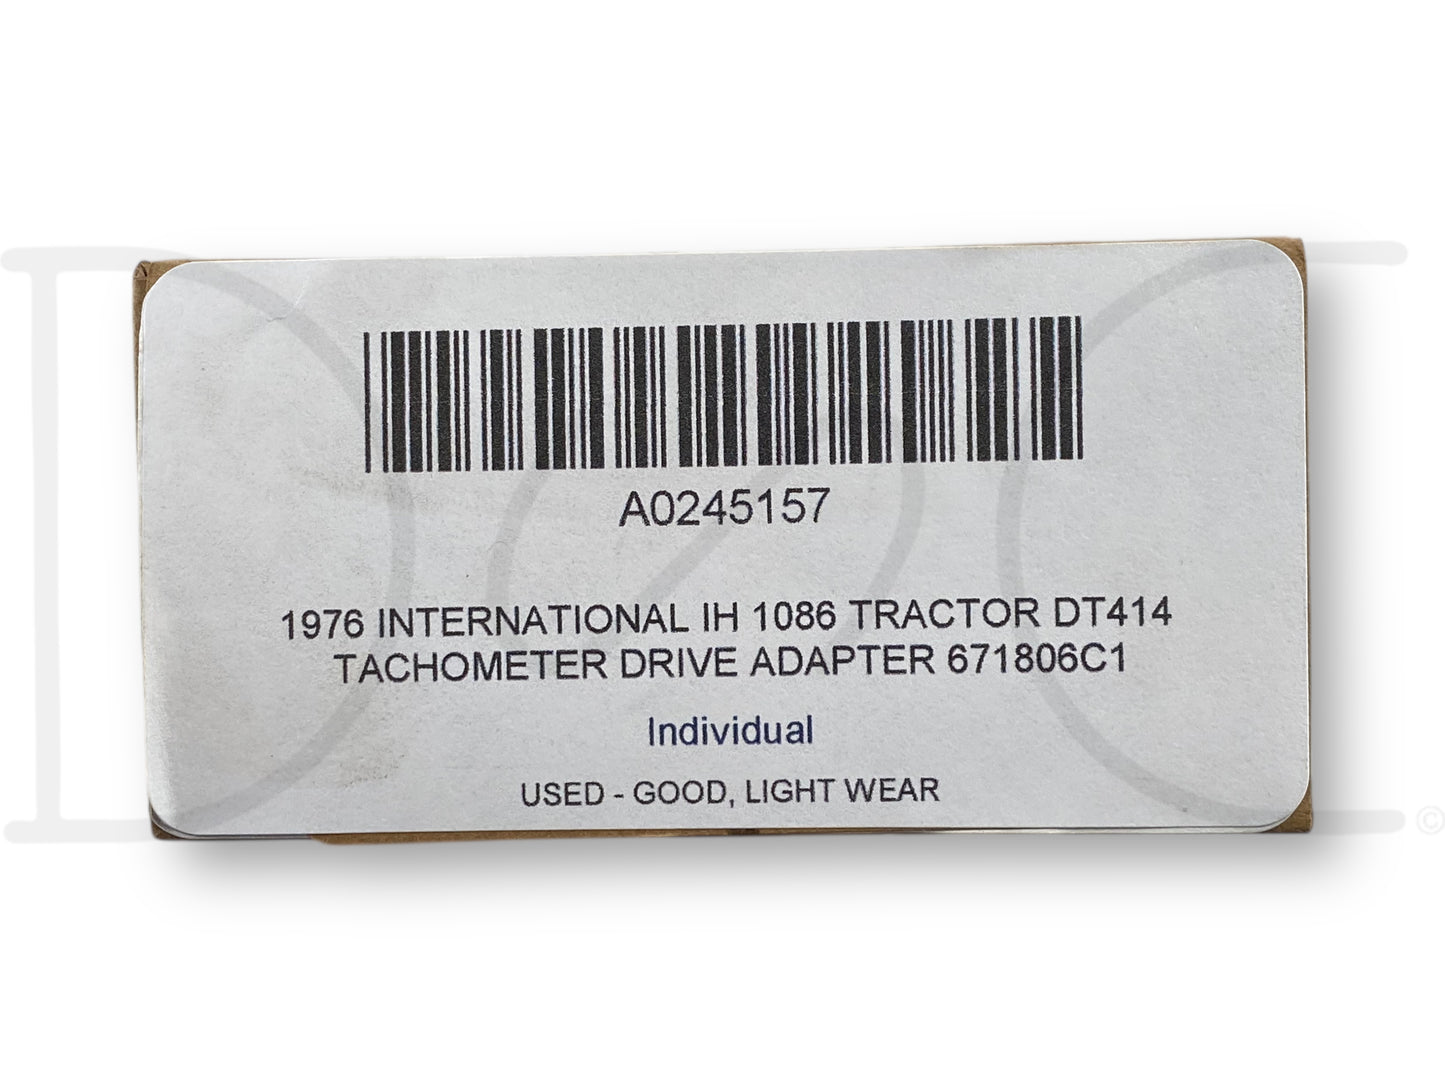 A0245157
1976 INTERNATIONAL IH 1086 TRACTOR DT414
TACHOMETER DRIVE ADAPTER 671806C1
Individual
USED - GOOD, LIGHT WEAR
©